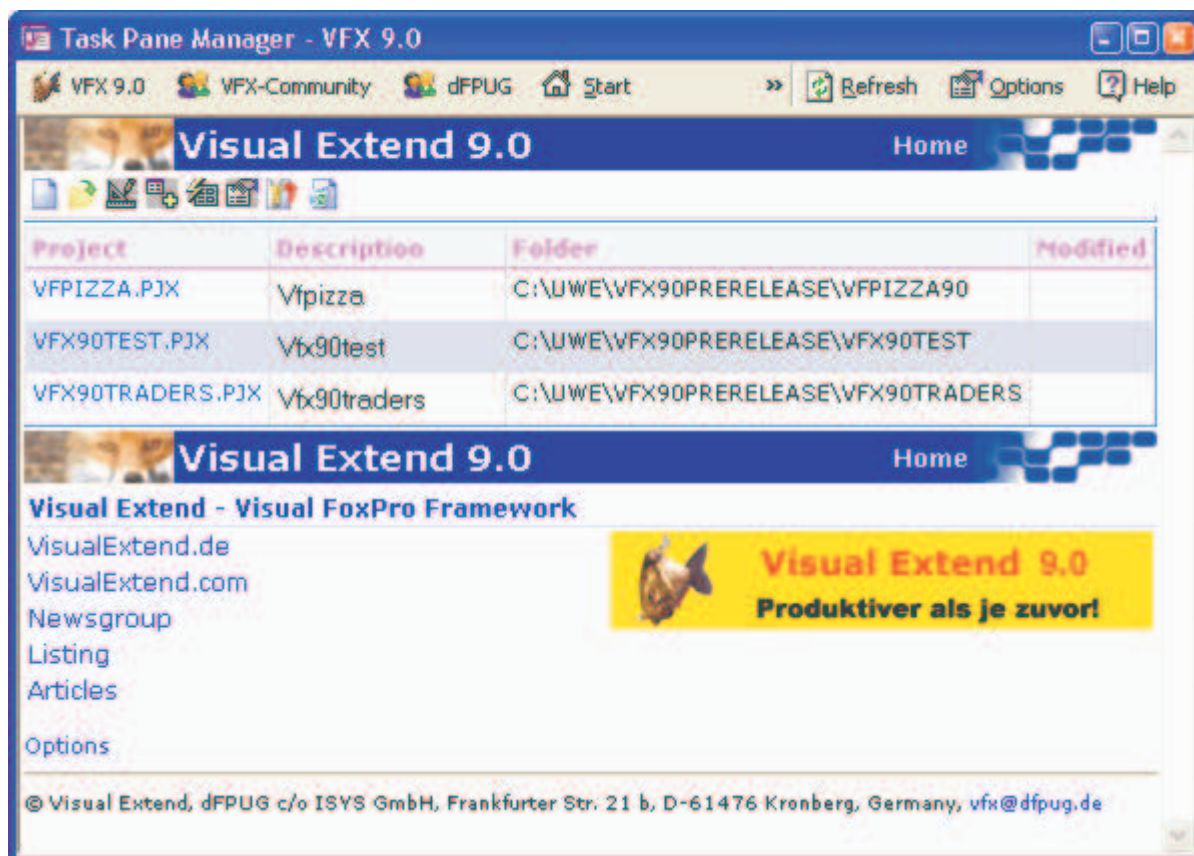 Task Pane Manager - VFX 9.0
VFX 9.0 VFX-Community dFPUG Start » Refresh Options Help
Visual Extend 9.0 Home
Project Description Folder Modified
VFPIZZA.PJX Vfpizza C:\UWE\VFX90PRERELEASE\VFPIZZA90
VFX90TEST.PJX Vfx90test C:\UWE\VFX90PRERELEASE\VFX90TEST
VFX90TRADERS.PJX Vfx90traders C:\UWE\VFX90PRERELEASE\VFX90TRADERS
Visual Extend 9.0 Home
Visual Extend - Visual FoxPro Framework
VisualExtend.de
VisualExtend.com
Newsgroup
Listing
Articles
Visual Extend 9.0
Produktiver als je zuvor!
Options
© Visual Extend, dFPUG c/o ISYS GmbH, Frankfurter Str. 21 b, D-61476 Kronberg, Germany, vfx@dfpug.de